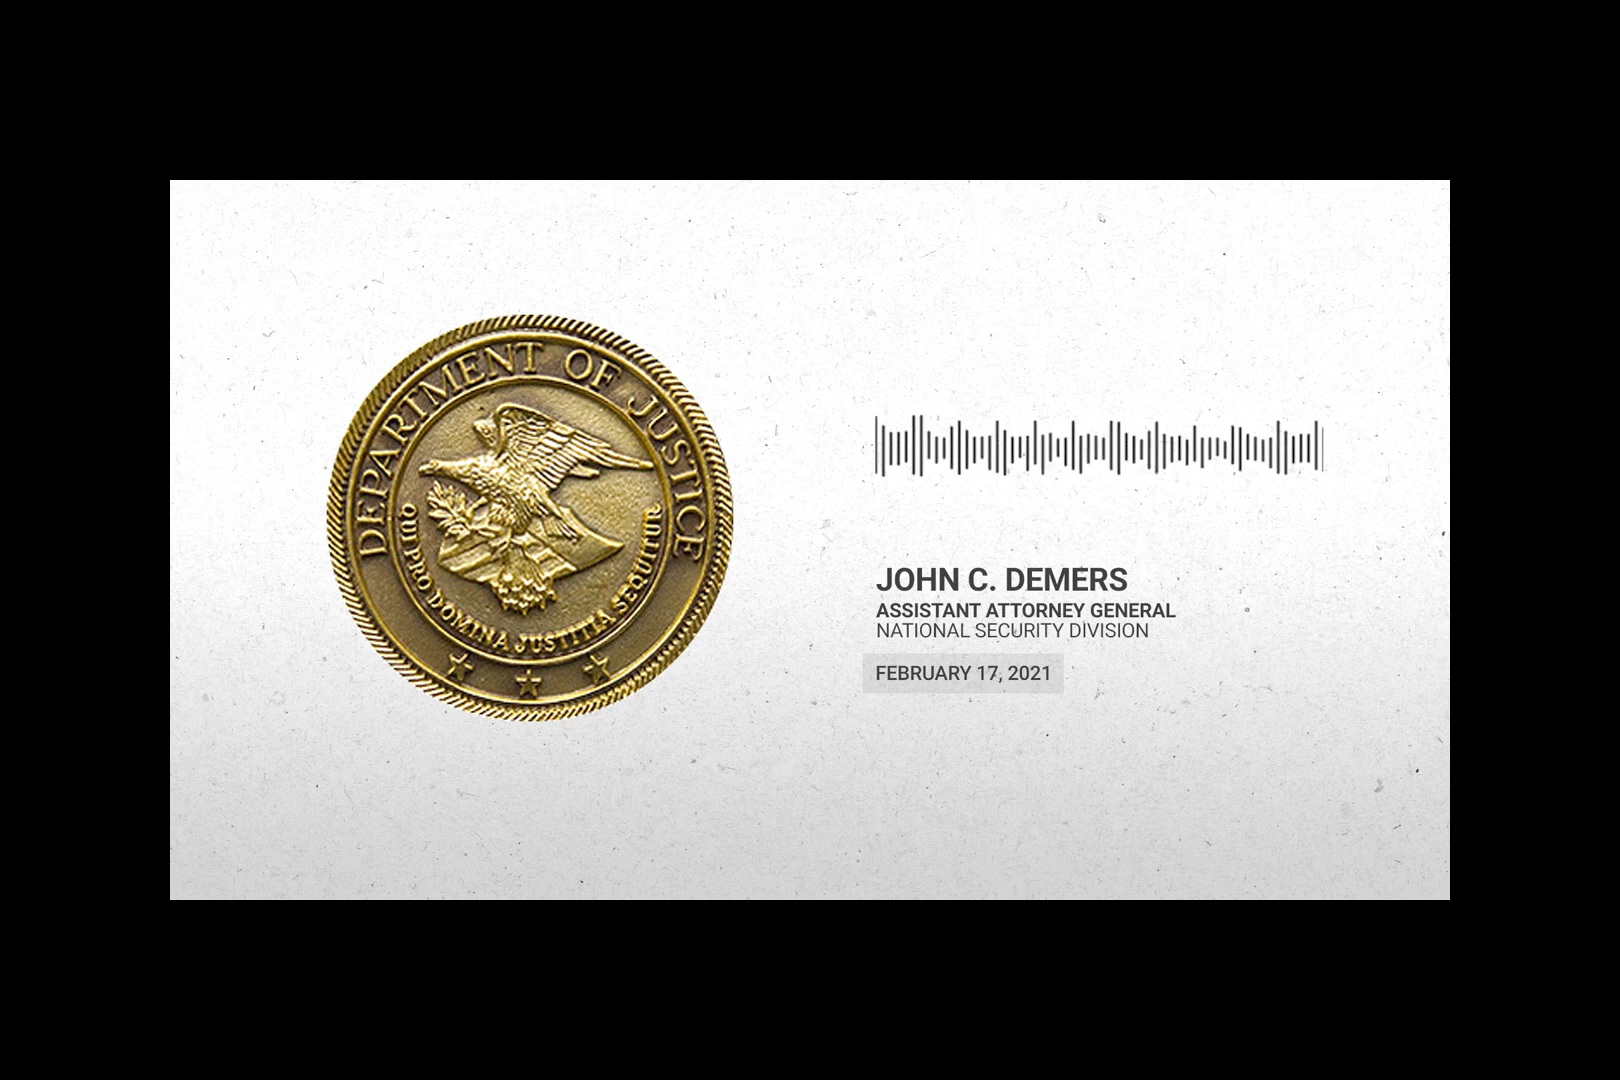 DEPARTMENT OF JUSTICE
QUI PRO DOMINA JUSTITIA SEQUITUR
JOHN C. DEMERS
ASSISTANT ATTORNEY GENERAL
NATIONAL SECURITY DIVISION
FEBRUARY 17, 2021